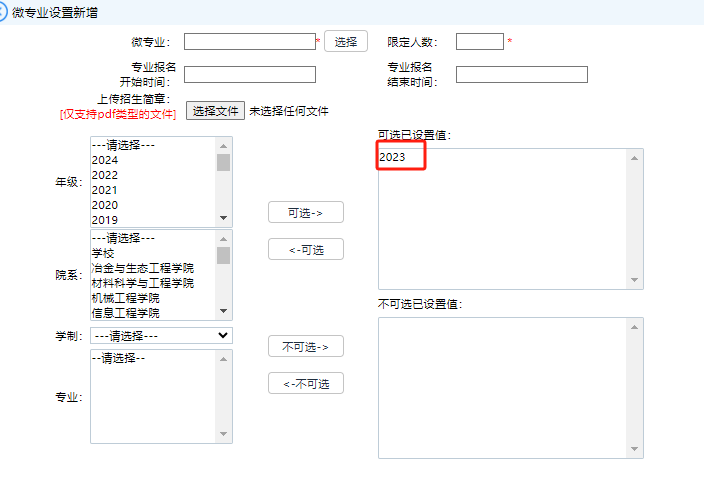 微专业设置新增
微专业： * 选择 限定人数： *
专业报名
开始时间：
专业报名
结束时间：
上传招生简章：
[仅支持pdf类型的文件]
选择文件 未选择任何文件
年级：
---请选择---
2024
2022
2021
2020
2019
可选->
<-可选
可选已设置值：
2023
院系：
---请选择---
学校
冶金与生态工程学院
材料科学与工程学院
机械工程学院
信息工程学院
不可选已设置值：
学制： ---请选择---
不可选->
<-不可选
专业：
--请选择--